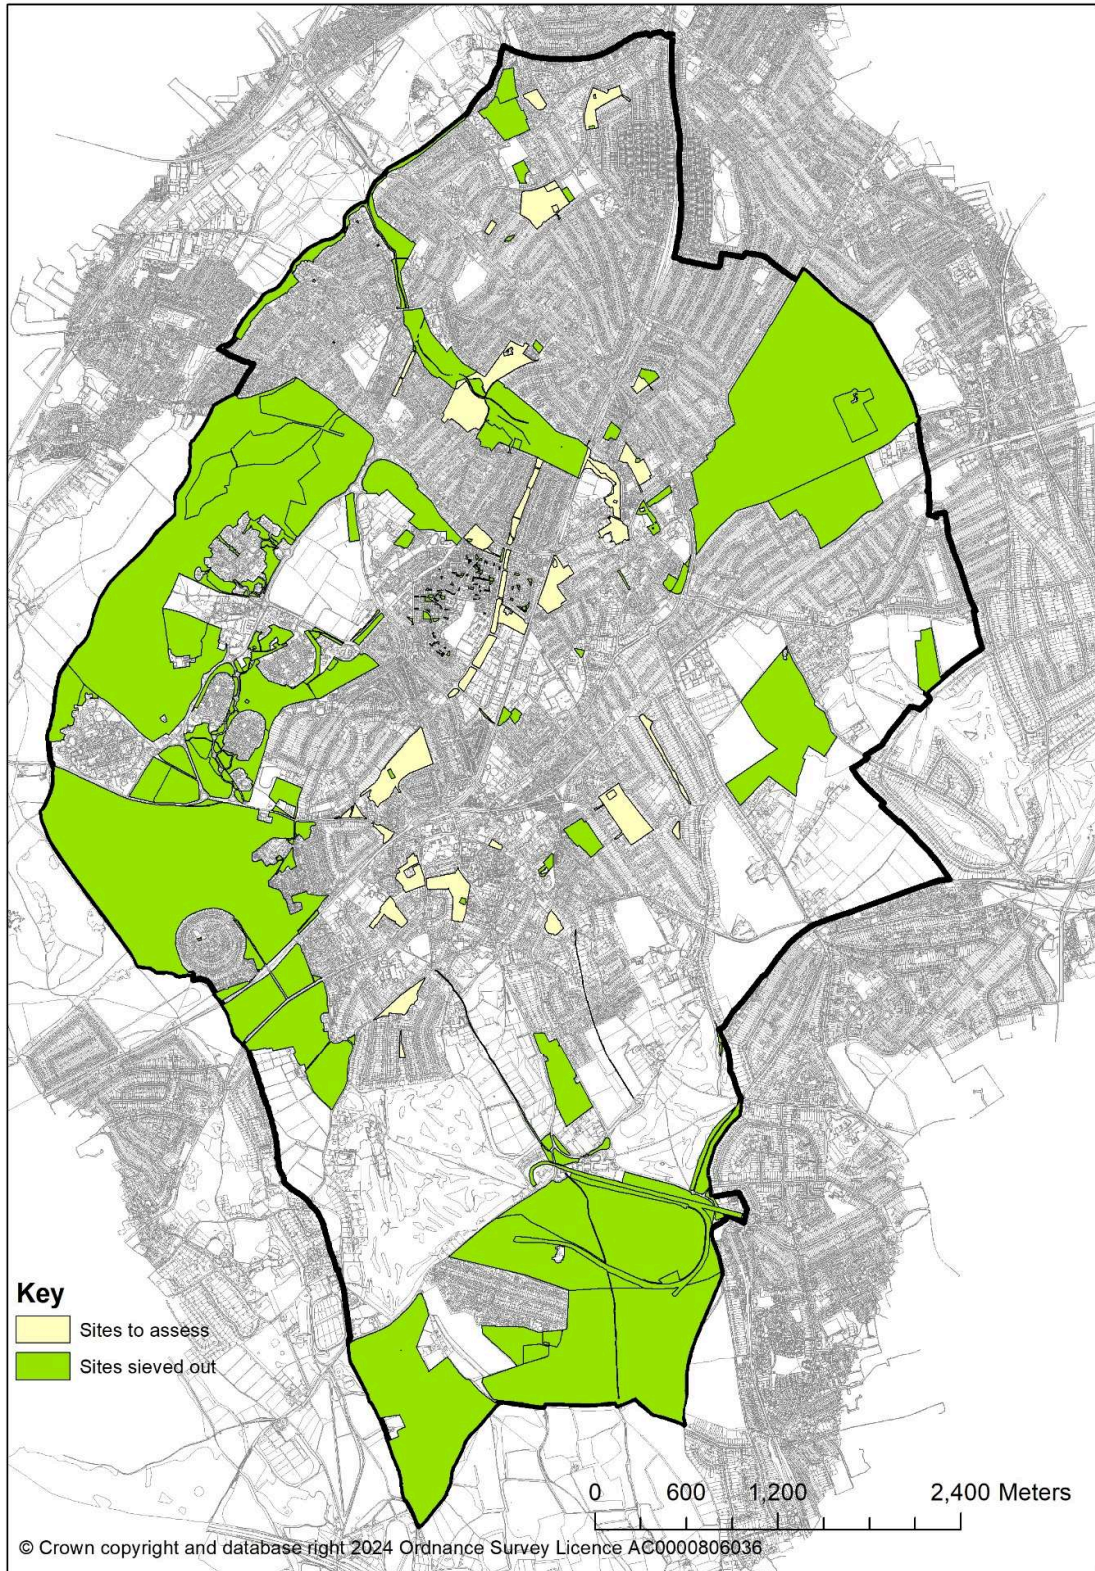 Key
Sites to assess
Sites sieved out
0 600 1,200 2,400 Meters
© Crown copyright and database right 2024 Ordnance Survey Licence AC0000806036